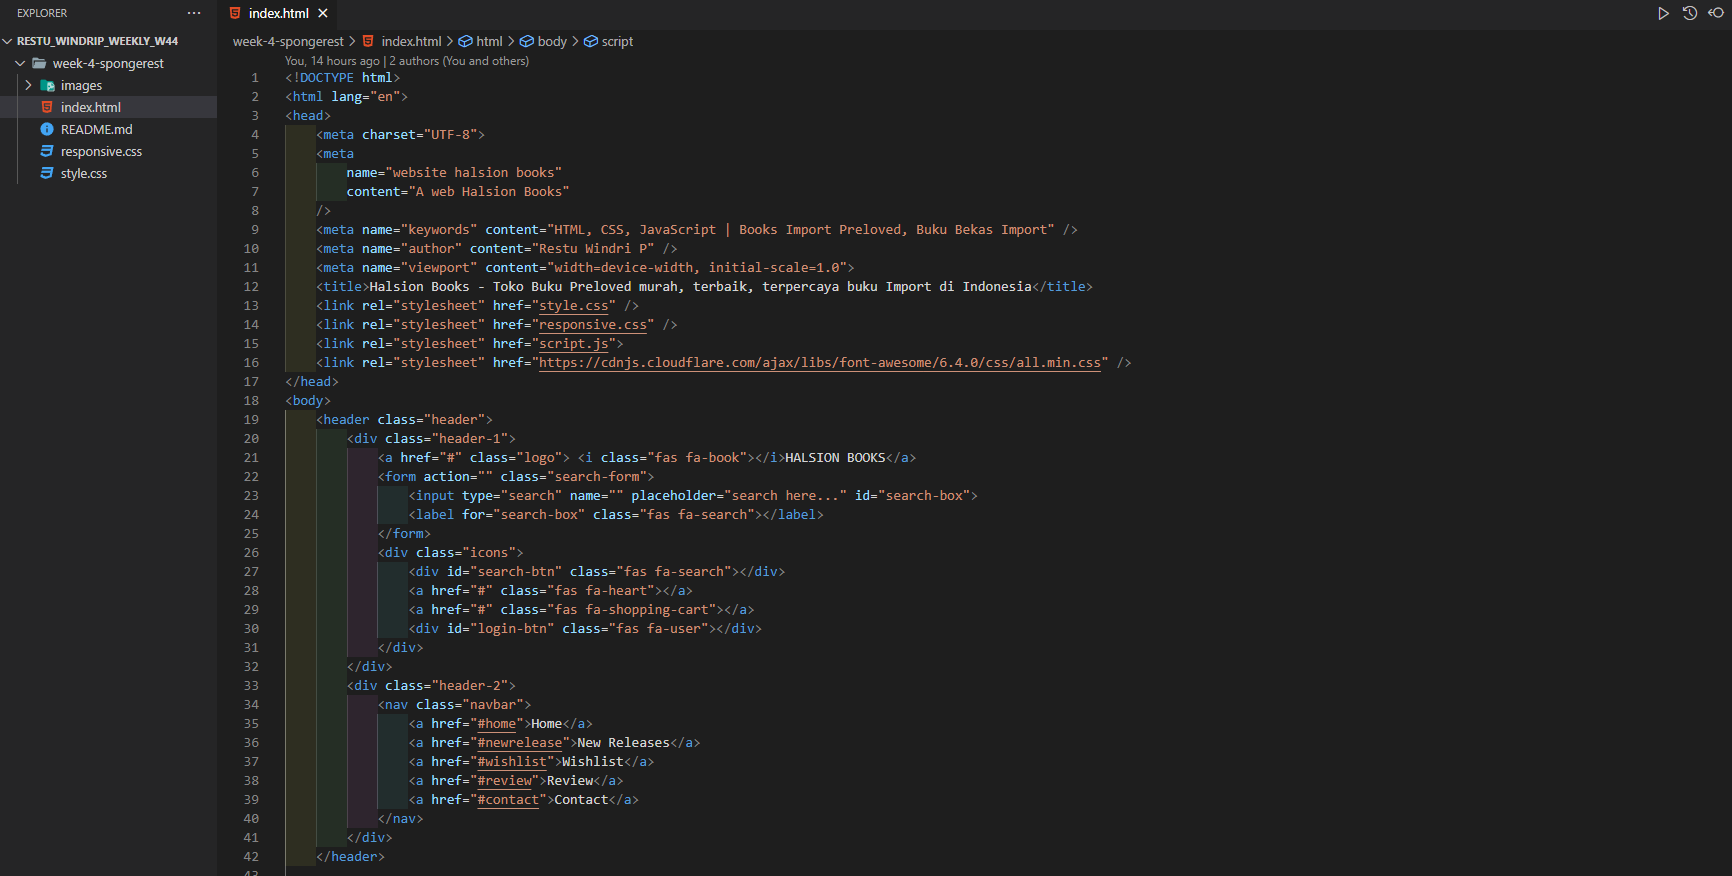 EXPLORER
···
RESTU_WINDRIP_WEEKLY_W44
week-4-spongerest
images
index.html
README.md
responsive.css
style.css
index.html
week-4-spongerest > index.html > html > body > script
You, 14 hours ago | 2 authors (You and others)
1 <!DOCTYPE html>
2 <html lang="en">
3 <head>
4 <meta charset="UTF-8">
5 <meta
6 name="website halsion books"
7 content="A web Halsion Books"
8 />
9 <meta name="keywords" content="HTML, CSS, JavaScript | Books Import Preloved, Buku Bekas Import" />
10 <meta name="author" content="Restu Windri P" />
11 <meta name="viewport" content="width=device-width, initial-scale=1.0">
12 <title>Halsion Books - Toko Buku Preloved murah, terbaik, terpercaya buku Import di Indonesia</title>
13 <link rel="stylesheet" href="style.css" />
14 <link rel="stylesheet" href="responsive.css" />
15 <link rel="stylesheet" href="script.js">
16 <link rel="stylesheet" href="https://cdnjs.cloudflare.com/ajax/libs/font-awesome/6.4.0/css/all.min.css" />
17 </head>
18 <body>
19 <header class="header">
20 <div class="header-1">
21 <a href="#" class="logo"> <i class="fas fa-book"></i>HALSION BOOKS</a>
22 <form action="" class="search-form">
23 <input type="search" name="" placeholder="search here..." id="search-box">
24 <label for="search-box" class="fas fa-search"></label>
25 </form>
26 <div class="icons">
27 <div id="search-btn" class="fas fa-search"></div>
28 <a href="#" class="fas fa-heart"></a>
29 <a href="#" class="fas fa-shopping-cart"></a>
30 <div id="login-btn" class="fas fa-user"></div>
31 </div>
32 </div>
33 <div class="header-2">
34 <nav class="navbar">
35 <a href="#home">Home</a>
36 <a href="#newrelease">New Releases</a>
37 <a href="#wishlist">Wishlist</a>
38 <a href="#review">Review</a>
39 <a href="#contact">Contact</a>
40 </nav>
41 </div>
42 </header>
43